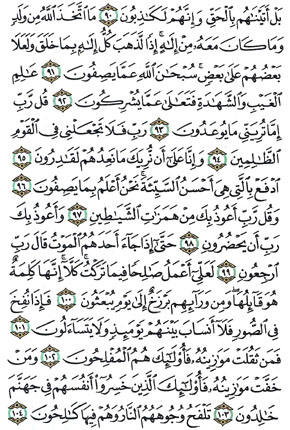 بَلْ أَتَيْنَٰهُم بِٱلْحَقِّ وَإِنَّهُمْ لَكَٰذِبُونَ ٩٠ مَا ٱتَّخَذَ ٱللَّهُ مِن وَلَدٍ
وَمَا كَانَ مَعَهُۥ مِنْ إِلَٰهٍ ۚ إِذًا لَّذَهَبَ كُلُّ إِلَٰهٍۭ بِمَا خَلَقَ وَلَعَلَا
بَعْضُهُمْ عَلَىٰ بَعْضٍ ۚ سُبْحَٰنَ ٱللَّهِ عَمَّا يَصِفُونَ ٩١ عَٰلِمِ
ٱلْغَيْبِ وَٱلشَّهَٰدَةِ فَتَعَٰلَىٰ عَمَّا يُشْرِكُونَ ٩٢ قُل رَّبِّ
إِمَّا تُرِيَنِّى مَا يُوعَدُونَ ٩٣ رَبِّ فَلَا تَجْعَلْنِى فِى ٱلْقَوْمِ
ٱلظَّٰلِمِينَ ٩٤ وَإِنَّا عَلَىٰٓ أَن نُّرِيَكَ مَا نَعِدُهُمْ لَقَٰدِرُونَ ٩٥
ٱدْفَعْ بِٱلَّتِى هِىَ أَحْسَنُ ٱلسَّيِّئَةَ ۚ نَحْنُ أَعْلَمُ بِمَا يَصِفُونَ ٩٦
وَقُل رَّبِّ أَعُوذُ بِكَ مِنْ هَمَزَٰتِ ٱلشَّيَٰطِينِ ٩٧ وَأَعُوذُ بِكَ
رَبِّ أَن يَحْضُرُونِ ٩٨ حَتَّىٰٓ إِذَا جَآءَ أَحَدَهُمُ ٱلْمَوْتُ قَالَ رَبِّ
ٱرْجِعُونِ ٩٩ لَعَلِّىٓ أَعْمَلُ صَٰلِحًا فِيمَا تَرَكْتُ ۚ كَلَّآ ۚ إِنَّهَا كَلِمَةٌ
هُوَ قَآئِلُهَا ۖ وَمِن وَرَآئِهِم بَرْزَخٌ إِلَىٰ يَوْمِ يُبْعَثُونَ ١٠٠ فَإِذَا نُفِخَ
فِى ٱلصُّورِ فَلَآ أَنسَابَ بَيْنَهُمْ يَوْمَئِذٍ وَلَا يَتَسَآءَلُونَ ١٠١
فَمَن ثَقُلَتْ مَوَٰزِينُهُۥ فَأُو۟لَٰٓئِكَ هُمُ ٱلْمُفْلِحُونَ ١٠٢ وَمَنْ
خَفَّتْ مَوَٰزِينُهُۥ فَأُو۟لَٰٓئِكَ ٱلَّذِينَ خَسِرُوٓا۟ أَنفُسَهُمْ فِى جَهَنَّمَ
خَٰلِدُونَ ١٠٣ تَلْفَحُ وُجُوهَهُمُ ٱلنَّارُ وَهُمْ فِيهَا كَٰلِحُونَ ١٠٤